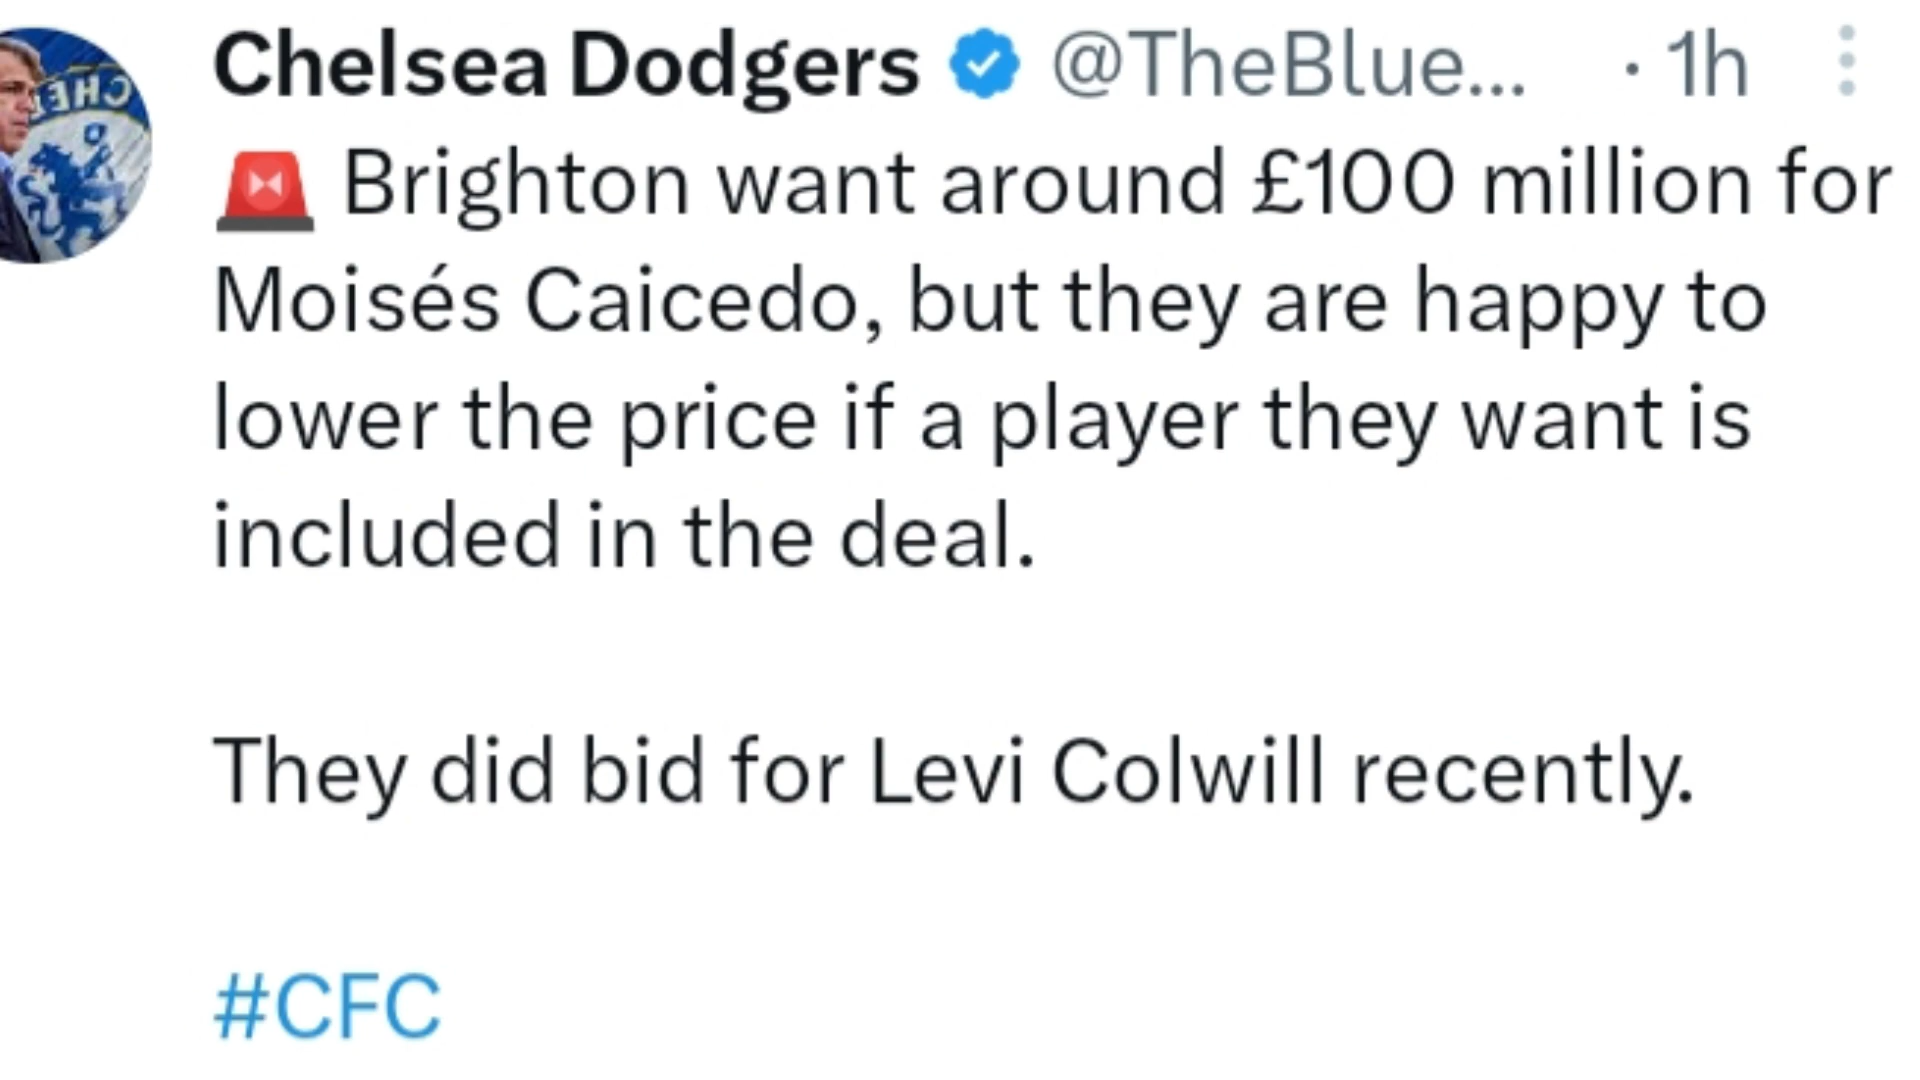 Chelsea Dodgers @TheBlue... · 1h
🚨 Brighton want around £100 million for
Moisés Caicedo, but they are happy to
lower the price if a player they want is
included in the deal.
They did bid for Levi Colwill recently.
#CFC